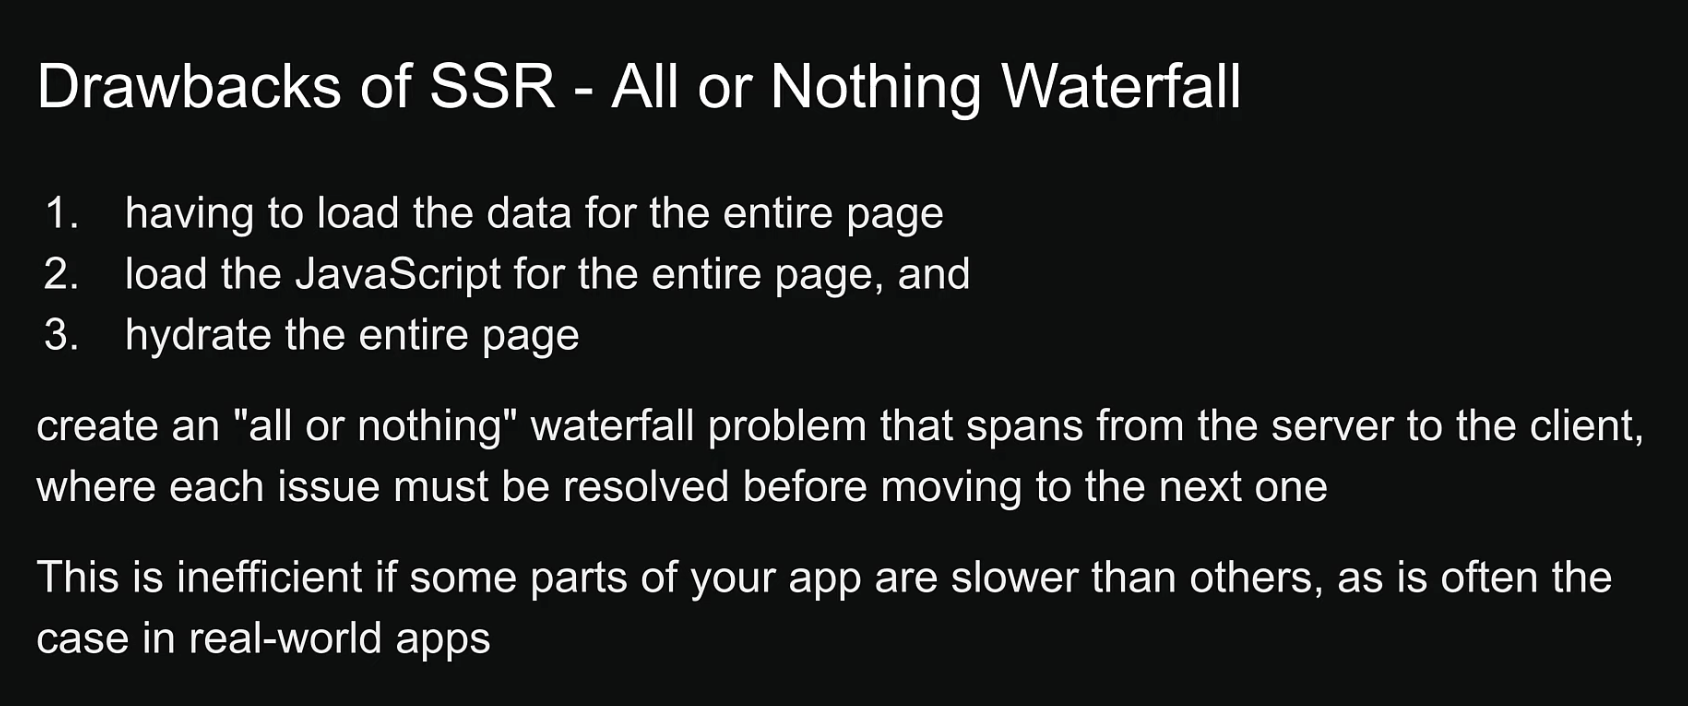 Drawbacks of SSR - All or Nothing Waterfall
1. having to load the data for the entire page
2. load the JavaScript for the entire page, and
3. hydrate the entire page
create an "all or nothing" waterfall problem that spans from the server to the client,
where each issue must be resolved before moving to the next one
This is inefficient if some parts of your app are slower than others, as is often the
case in real-world apps